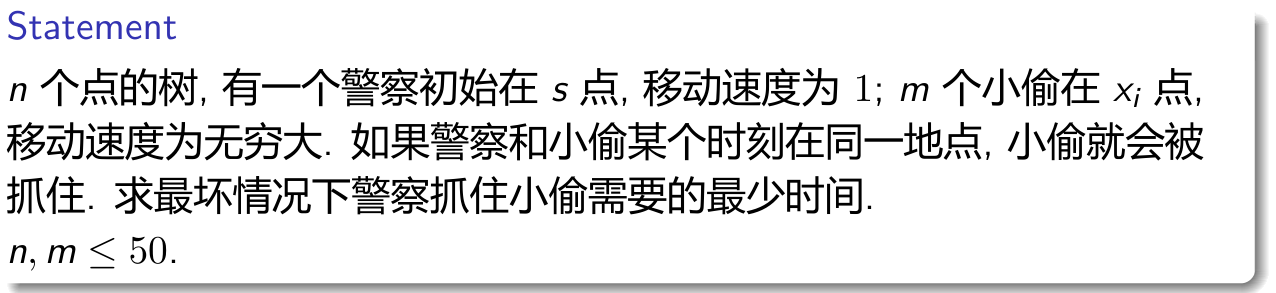 Statement
n 个点的树, 有一个警察初始在 s 点, 移动速度为 1; m 个小偷在 xᵢ 点,
移动速度为无穷大. 如果警察和小偷某个时刻在同一地点, 小偷就会被
抓住. 求最坏情况下警察抓住小偷需要的最少时间.
n, m ≤ 50.